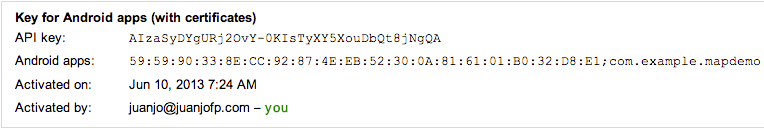 Key for Android apps (with certificates)
API key: AIzaSyDYgURj2OvY-0KIsTyXY5XouDbQt8jNgQA
Android apps: 59:59:90:33:8E:CC:92:87:4E:EB:52:30:0A:81:61:01:B0:32:D8:E1;com.example.mapdemo
Activated on: Jun 10, 2013 7:24 AM
Activated by: juanjo@juanjofp.com – you